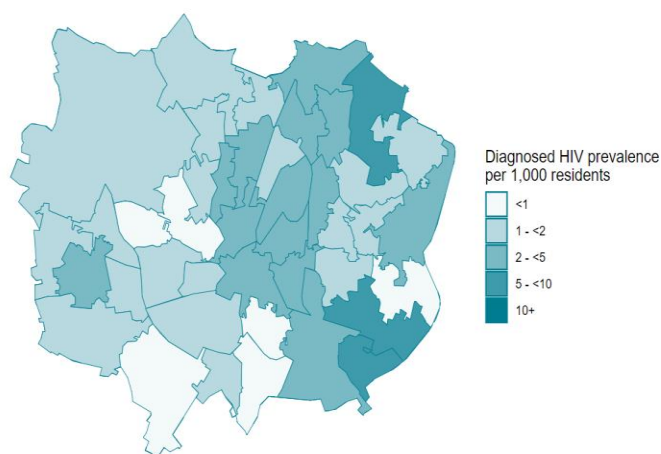 Diagnosed HIV prevalence
per 1,000 residents
<1
1 - <2
2 - <5
5 - <10
10+